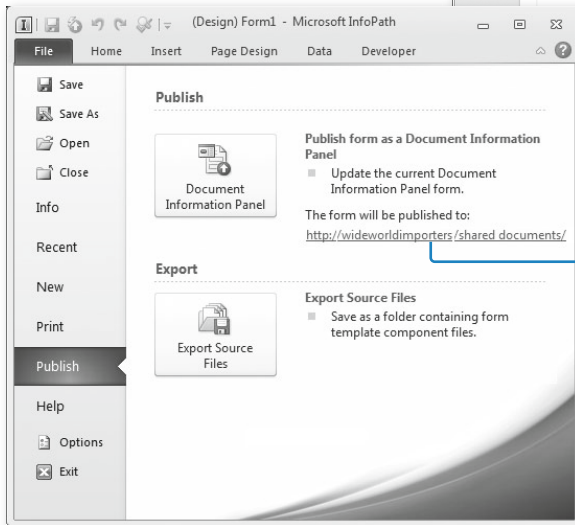 (Design) Form1 - Microsoft InfoPath
File Home Insert Page Design Data Developer
Save
Save As
Open
Close
Info
Recent
New
Print
Publish
Help
Options
Exit
Publish
Document
Information Panel
Publish form as a Document Information
Panel
Update the current Document
Information Panel form.
The form will be published to:
http://wideworldimporters/shared documents/
Export
Export Source
Files
Export Source Files
Save as a folder containing form
template component files.